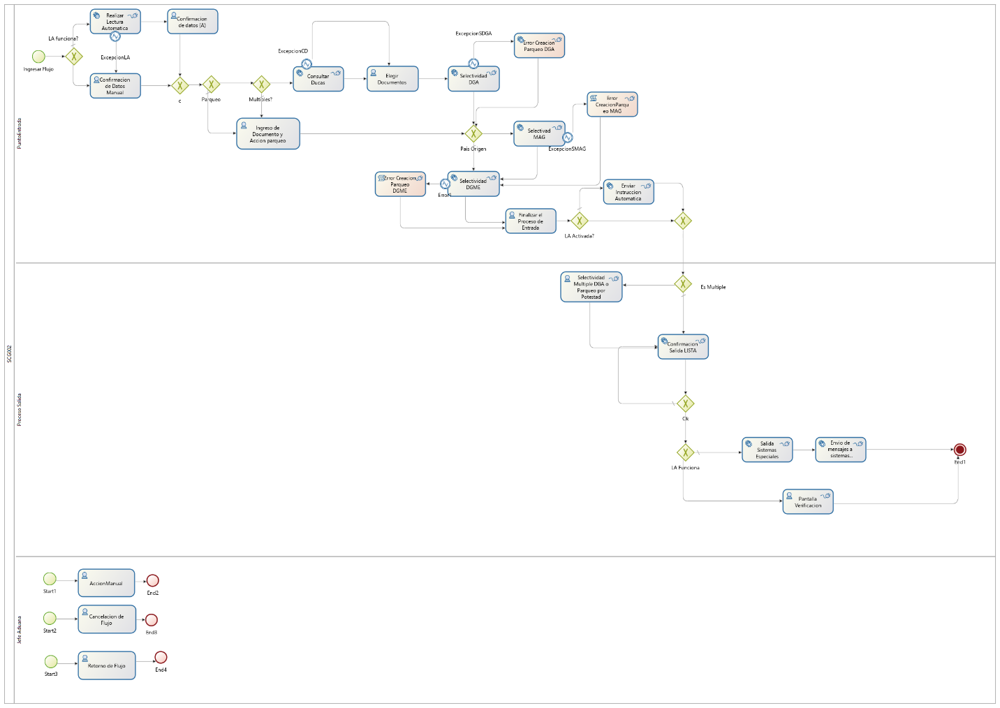 SCG002
PuntoEntrada
Ingresar Flujo
LA funciona?
Realizar
Lectura
Automatica
Confirmacion
de datos (A)
ExcepcionLA
Confirmacion
de Datos
Manual
c
Parqueo
Multiples?
ExcepcionCD
Consultar
Ducas
Elegir
Documentos
ExcepcionSDGA
Selectividad
DGA
Error Creacion
Parqueo DGA
Ingreso de
Documento y
Accion parqueo
Pais Origen
Selectivad
MAG
ExcepcionSMAG
Error
CreacionParqu
eo MAG
Error Creacion
Parqueo
DGME
Error1
Selectividad
DGME
Enviar
Instruccion
Automatica
Finalizar el
Proceso de
Entrada
LA Activada?
Proceso Salida
Selectividad
Multiple DGA o
Parqueo por
Potestad
Es Multiple
Confirmacion
Salida LISTA
Ok
LA Funciona
Salida
Sistemas
Especiales
Envio de
mensajes a
sistemas...
End1
Pantalla
Verificacion
Jefe Aduana
Start1
AccionManual
End2
Start2
Cancelacion de
Flujo
End3
Start3
Retorno de Flujo
End4